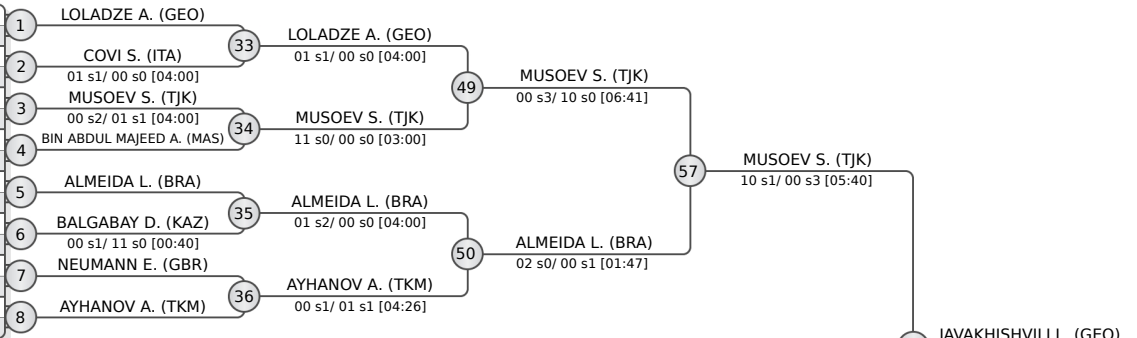 1
LOLADZE A. (GEO)
2
COVI S. (ITA)
01 s1/ 00 s0 [04:00]
3
MUSOEV S. (TJK)
00 s2/ 01 s1 [04:00]
4
BIN ABDUL MAJEED A. (MAS)
5
ALMEIDA L. (BRA)
6
BALGABAY D. (KAZ)
00 s1/ 11 s0 [00:40]
7
NEUMANN E. (GBR)
8
AYHANOV A. (TKM)
33
LOLADZE A. (GEO)
01 s1/ 00 s0 [04:00]
34
MUSOEV S. (TJK)
11 s0/ 00 s0 [03:00]
35
ALMEIDA L. (BRA)
01 s2/ 00 s0 [04:00]
36
AYHANOV A. (TKM)
00 s1/ 01 s1 [04:26]
49
MUSOEV S. (TJK)
00 s3/ 10 s0 [06:41]
50
ALMEIDA L. (BRA)
02 s0/ 00 s1 [01:47]
57
MUSOEV S. (TJK)
10 s1/ 00 s3 [05:40]
JAVAKHISHVILI L. (GEO)